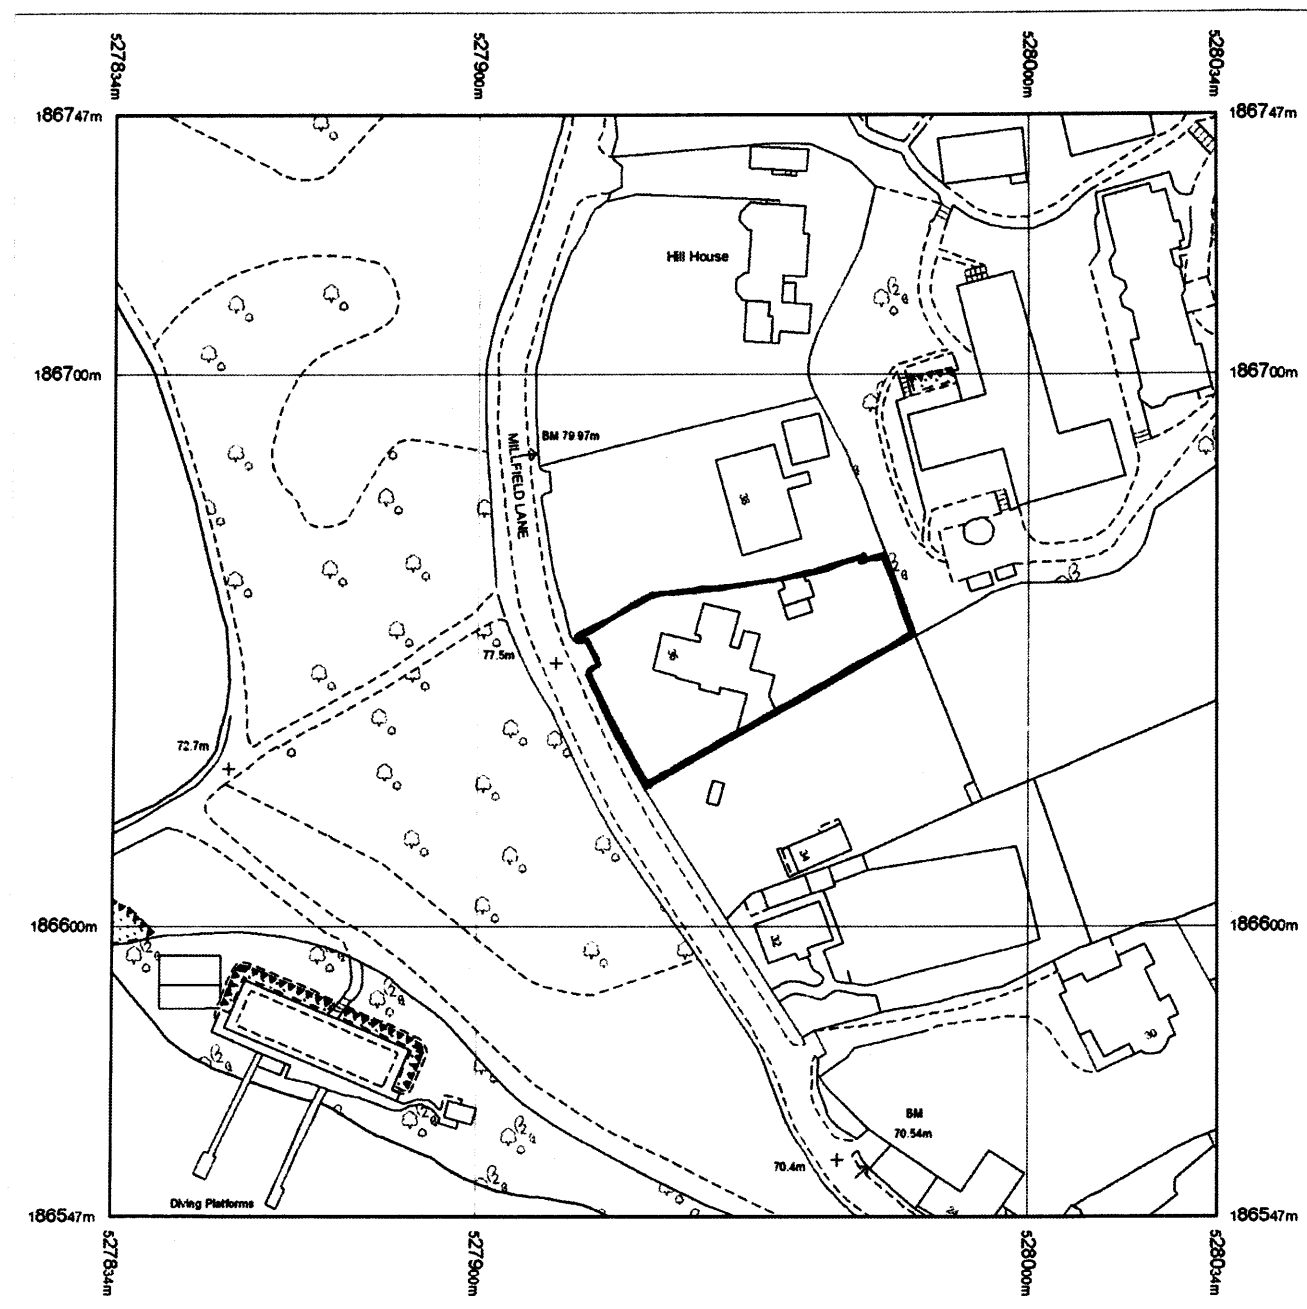 527834m
527900m
528000m
528034m
186747m
186747m
Hill House
186700m
186700m
BM 79.97m
MILLFIELD LANE
38
36
77.5m
72.7m
34
186600m
186600m
32
30
BM
70.54m
70.4m
24
Diving Platforms
186547m
186547m
527834m
527900m
528000m
528034m